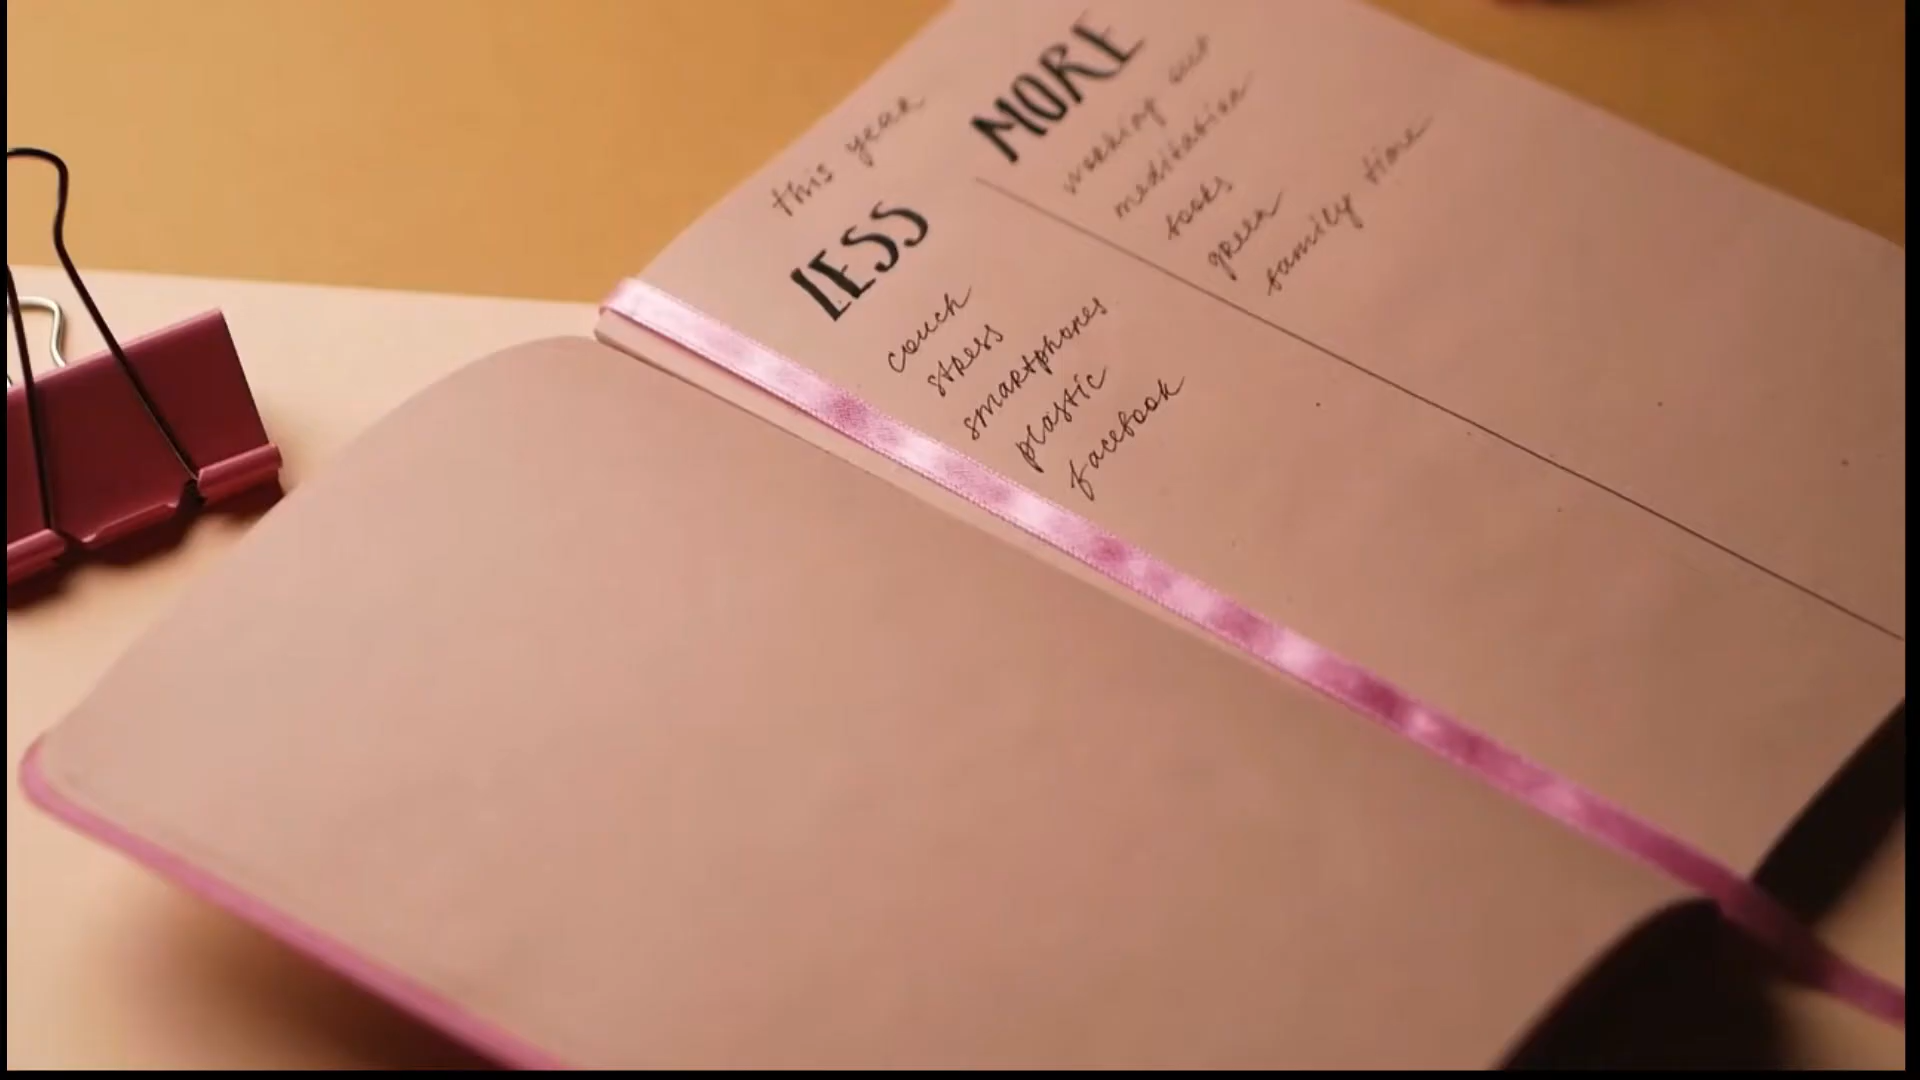 this year
LESS
couch
stress
smartphones
plastic
facebook
MORE
working out
meditation
books
green
family time